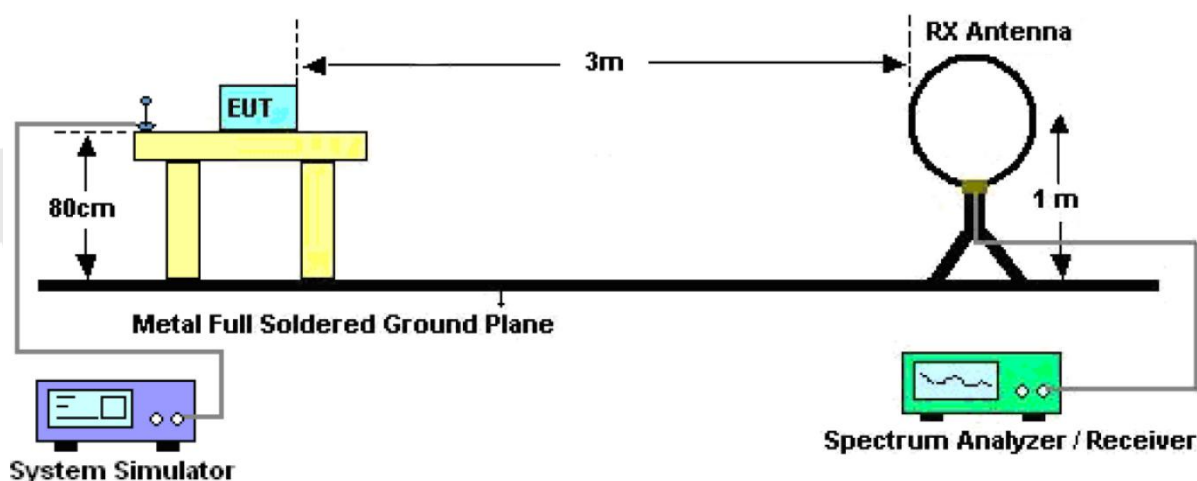 RX Antenna
3m
EUT
80cm
1 m
Metal Full Soldered Ground Plane
Spectrum Analyzer / Receiver
System Simulator